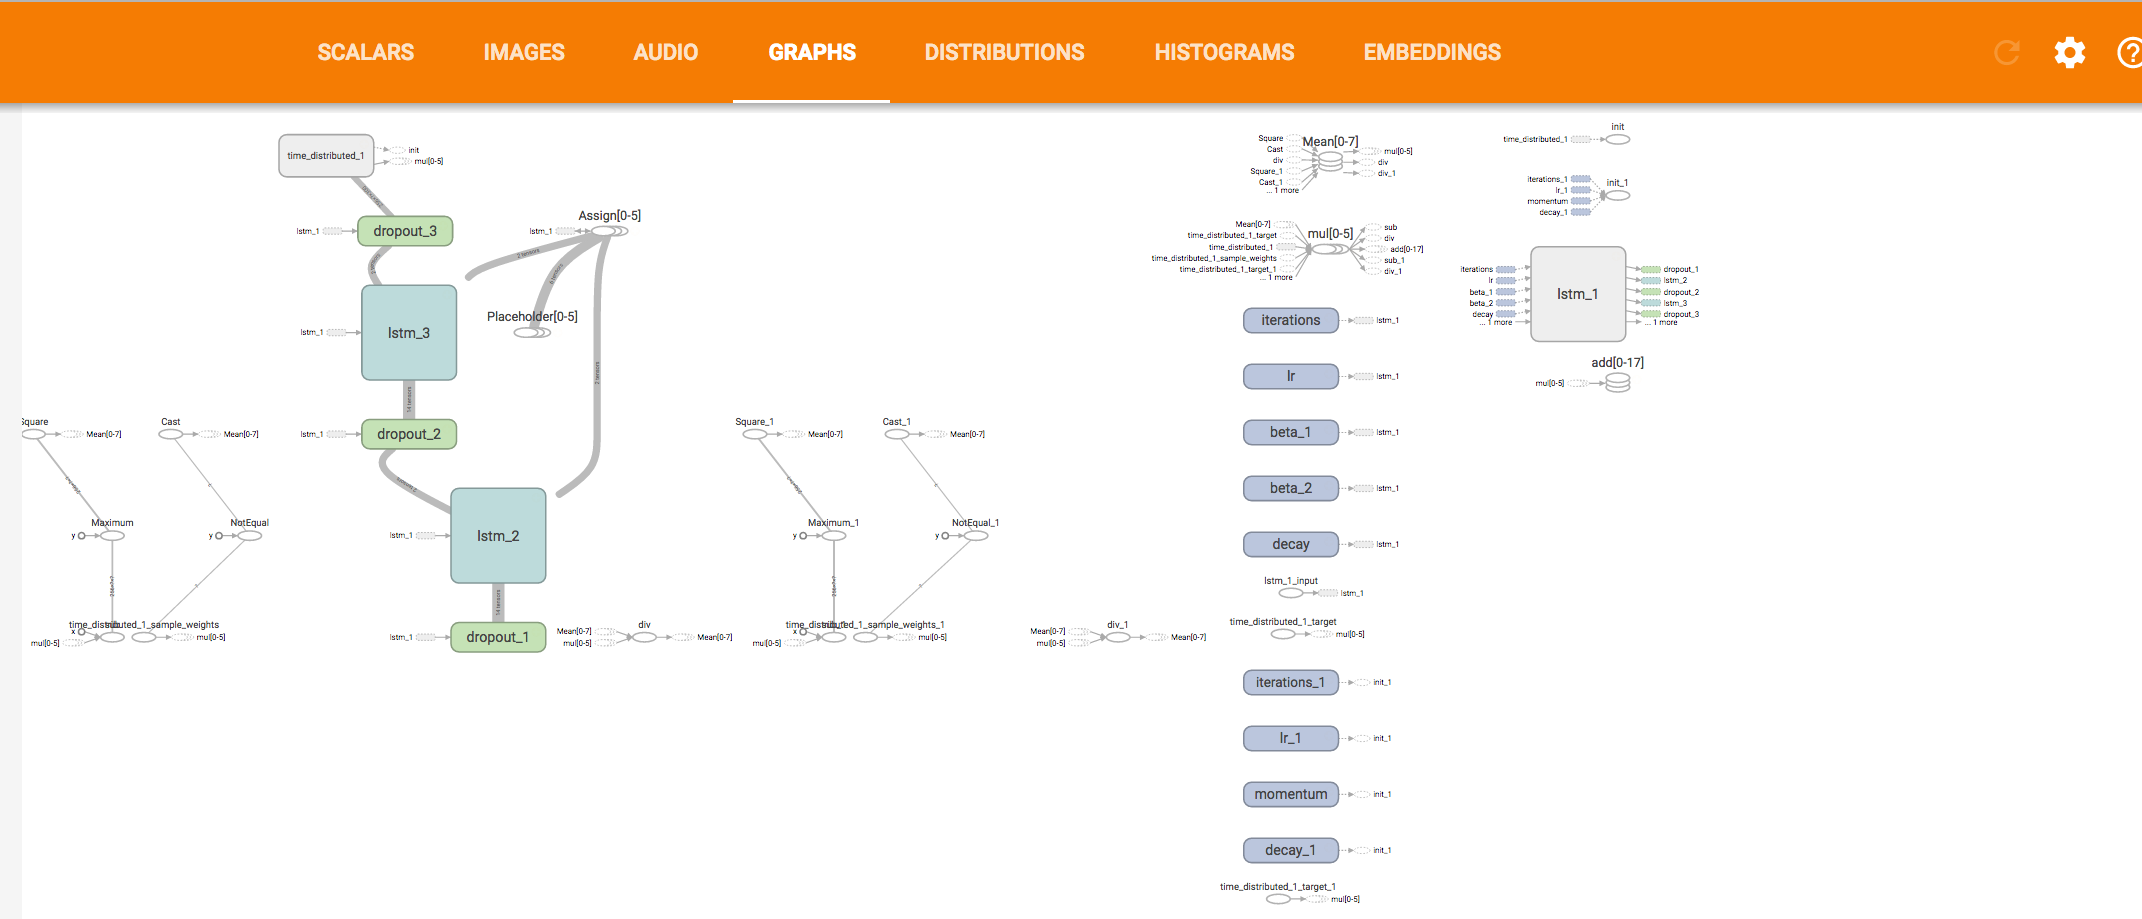 SCALARS IMAGES AUDIO GRAPHS DISTRIBUTIONS HISTOGRAMS EMBEDDINGS
time_distributed_1
init
mul[0-5]
lstm_1
dropout_3
lstm_1
lstm_3
lstm_1
dropout_2
lstm_1
lstm_2
lstm_1
dropout_1
14 tensors
14 tensors
Assign[0-5]
lstm_1
2 tensors
2 tensors
Placeholder[0-5]
Square
Mean[0-7]
Cast
Mean[0-7]
Maximum
y
NotEqual
y
x
mul[0-5]
mul[0-5]
div
Mean[0-7]
mul[0-5]
Mean[0-7]
Square_1
Mean[0-7]
Cast_1
Mean[0-7]
Maximum_1
y
NotEqual_1
y
x
mul[0-5]
mul[0-5]
div_1
Mean[0-7]
mul[0-5]
Mean[0-7]
Mean[0-7]
Square
Cast
div
Square_1
Cast_1
... 1 more
mul[0-5]
div
div_1
mul[0-5]
Mean[0-7]
time_distributed_1_target
time_distributed_1
time_distributed_1_sample_weights
time_distributed_1_target_1
... 1 more
sub
div
add[0-17]
sub_1
div_1
iterations
lstm_1
lr
lstm_1
beta_1
lstm_1
beta_2
lstm_1
decay
lstm_1
lstm_1_input
lstm_1
time_distributed_1_target
mul[0-5]
iterations_1
init_1
lr_1
init_1
momentum
init_1
decay_1
init_1
time_distributed_1_target_1
mul[0-5]
init
time_distributed_1
init_1
iterations_1
lr_1
momentum
decay_1
lstm_1
iterations
lr
beta_1
beta_2
decay
... 1 more
dropout_1
lstm_2
dropout_2
lstm_3
dropout_3
... 1 more
add[0-17]
mul[0-5]